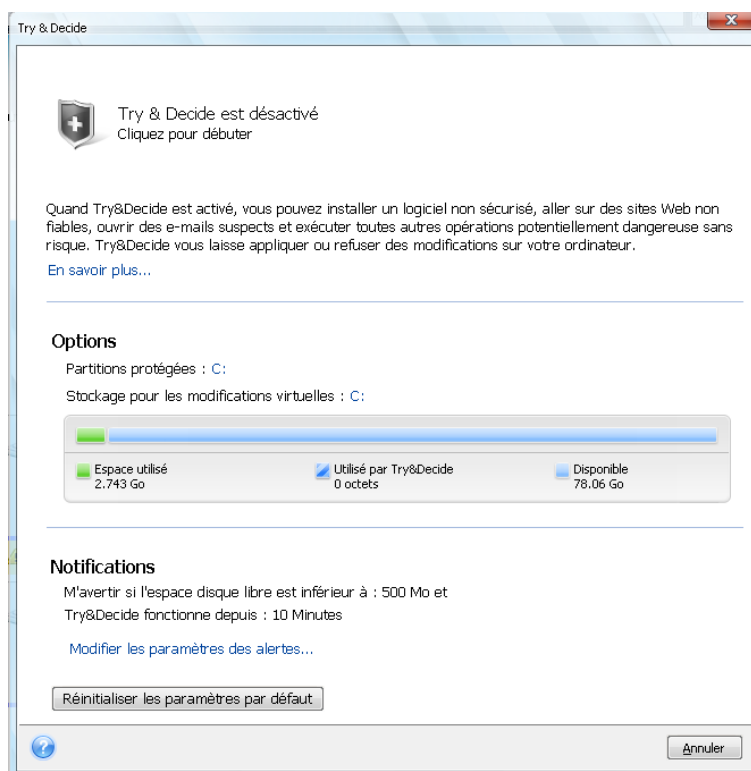 Try & Decide
Try & Decide est désactivé
Cliquez pour débuter
Quand Try&Decide est activé, vous pouvez installer un logiciel non sécurisé, aller sur des sites Web non
fiables, ouvrir des e-mails suspects et exécuter toutes autres opérations potentiellement dangereuse sans
risque. Try&Decide vous laisse appliquer ou refuser des modifications sur votre ordinateur.
En savoir plus...
Options
Partitions protégées : C:
Stockage pour les modifications virtuelles : C:
Espace utilisé
2.743 Go
Utilisé par Try&Decide
0 octets
Disponible
78.06 Go
Notifications
M'avertir si l'espace disque libre est inférieur à : 500 Mo et
Try&Decide fonctionne depuis : 10 Minutes
Modifier les paramètres des alertes...
Réinitialiser les paramètres par défaut
Annuler